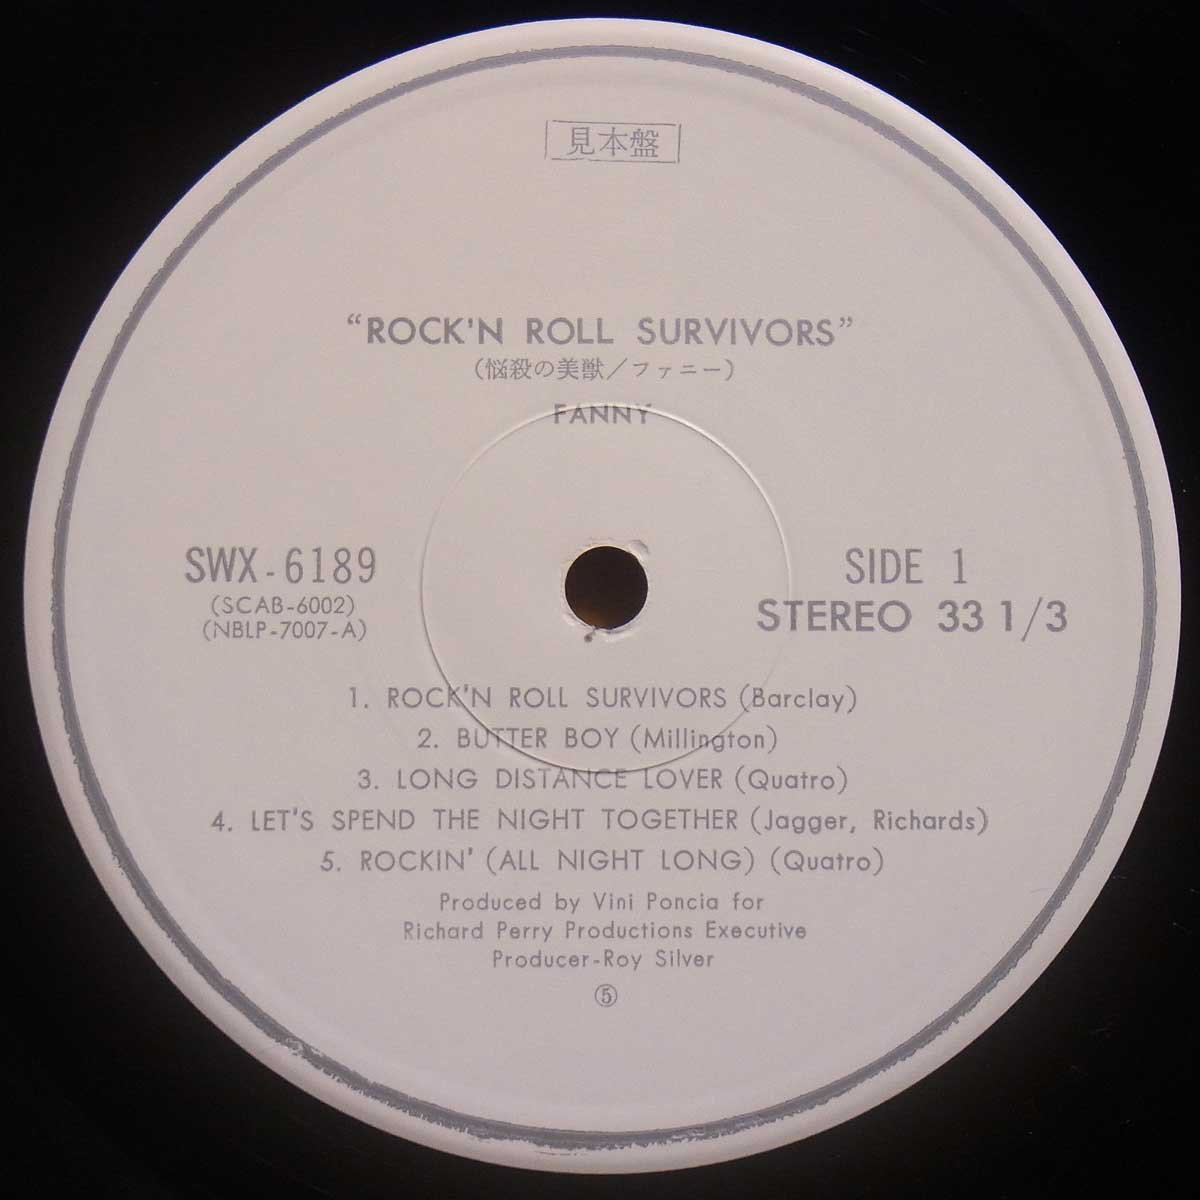 見本盤
“ROCK'N ROLL SURVIVORS”
（悩殺の美獣／ファニー）
FANNY
SWX-6189
(SCAB-6002)
(NBLP-7007-A)
SIDE 1
STEREO 33 1/3
1. ROCK'N ROLL SURVIVORS (Barclay)
2. BUTTER BOY (Millington)
3. LONG DISTANCE LOVER (Quatro)
4. LET'S SPEND THE NIGHT TOGETHER (Jagger, Richards)
5. ROCKIN' (ALL NIGHT LONG) (Quatro)
Produced by Vini Poncia for
Richard Perry Productions Executive
Producer-Roy Silver
⑤